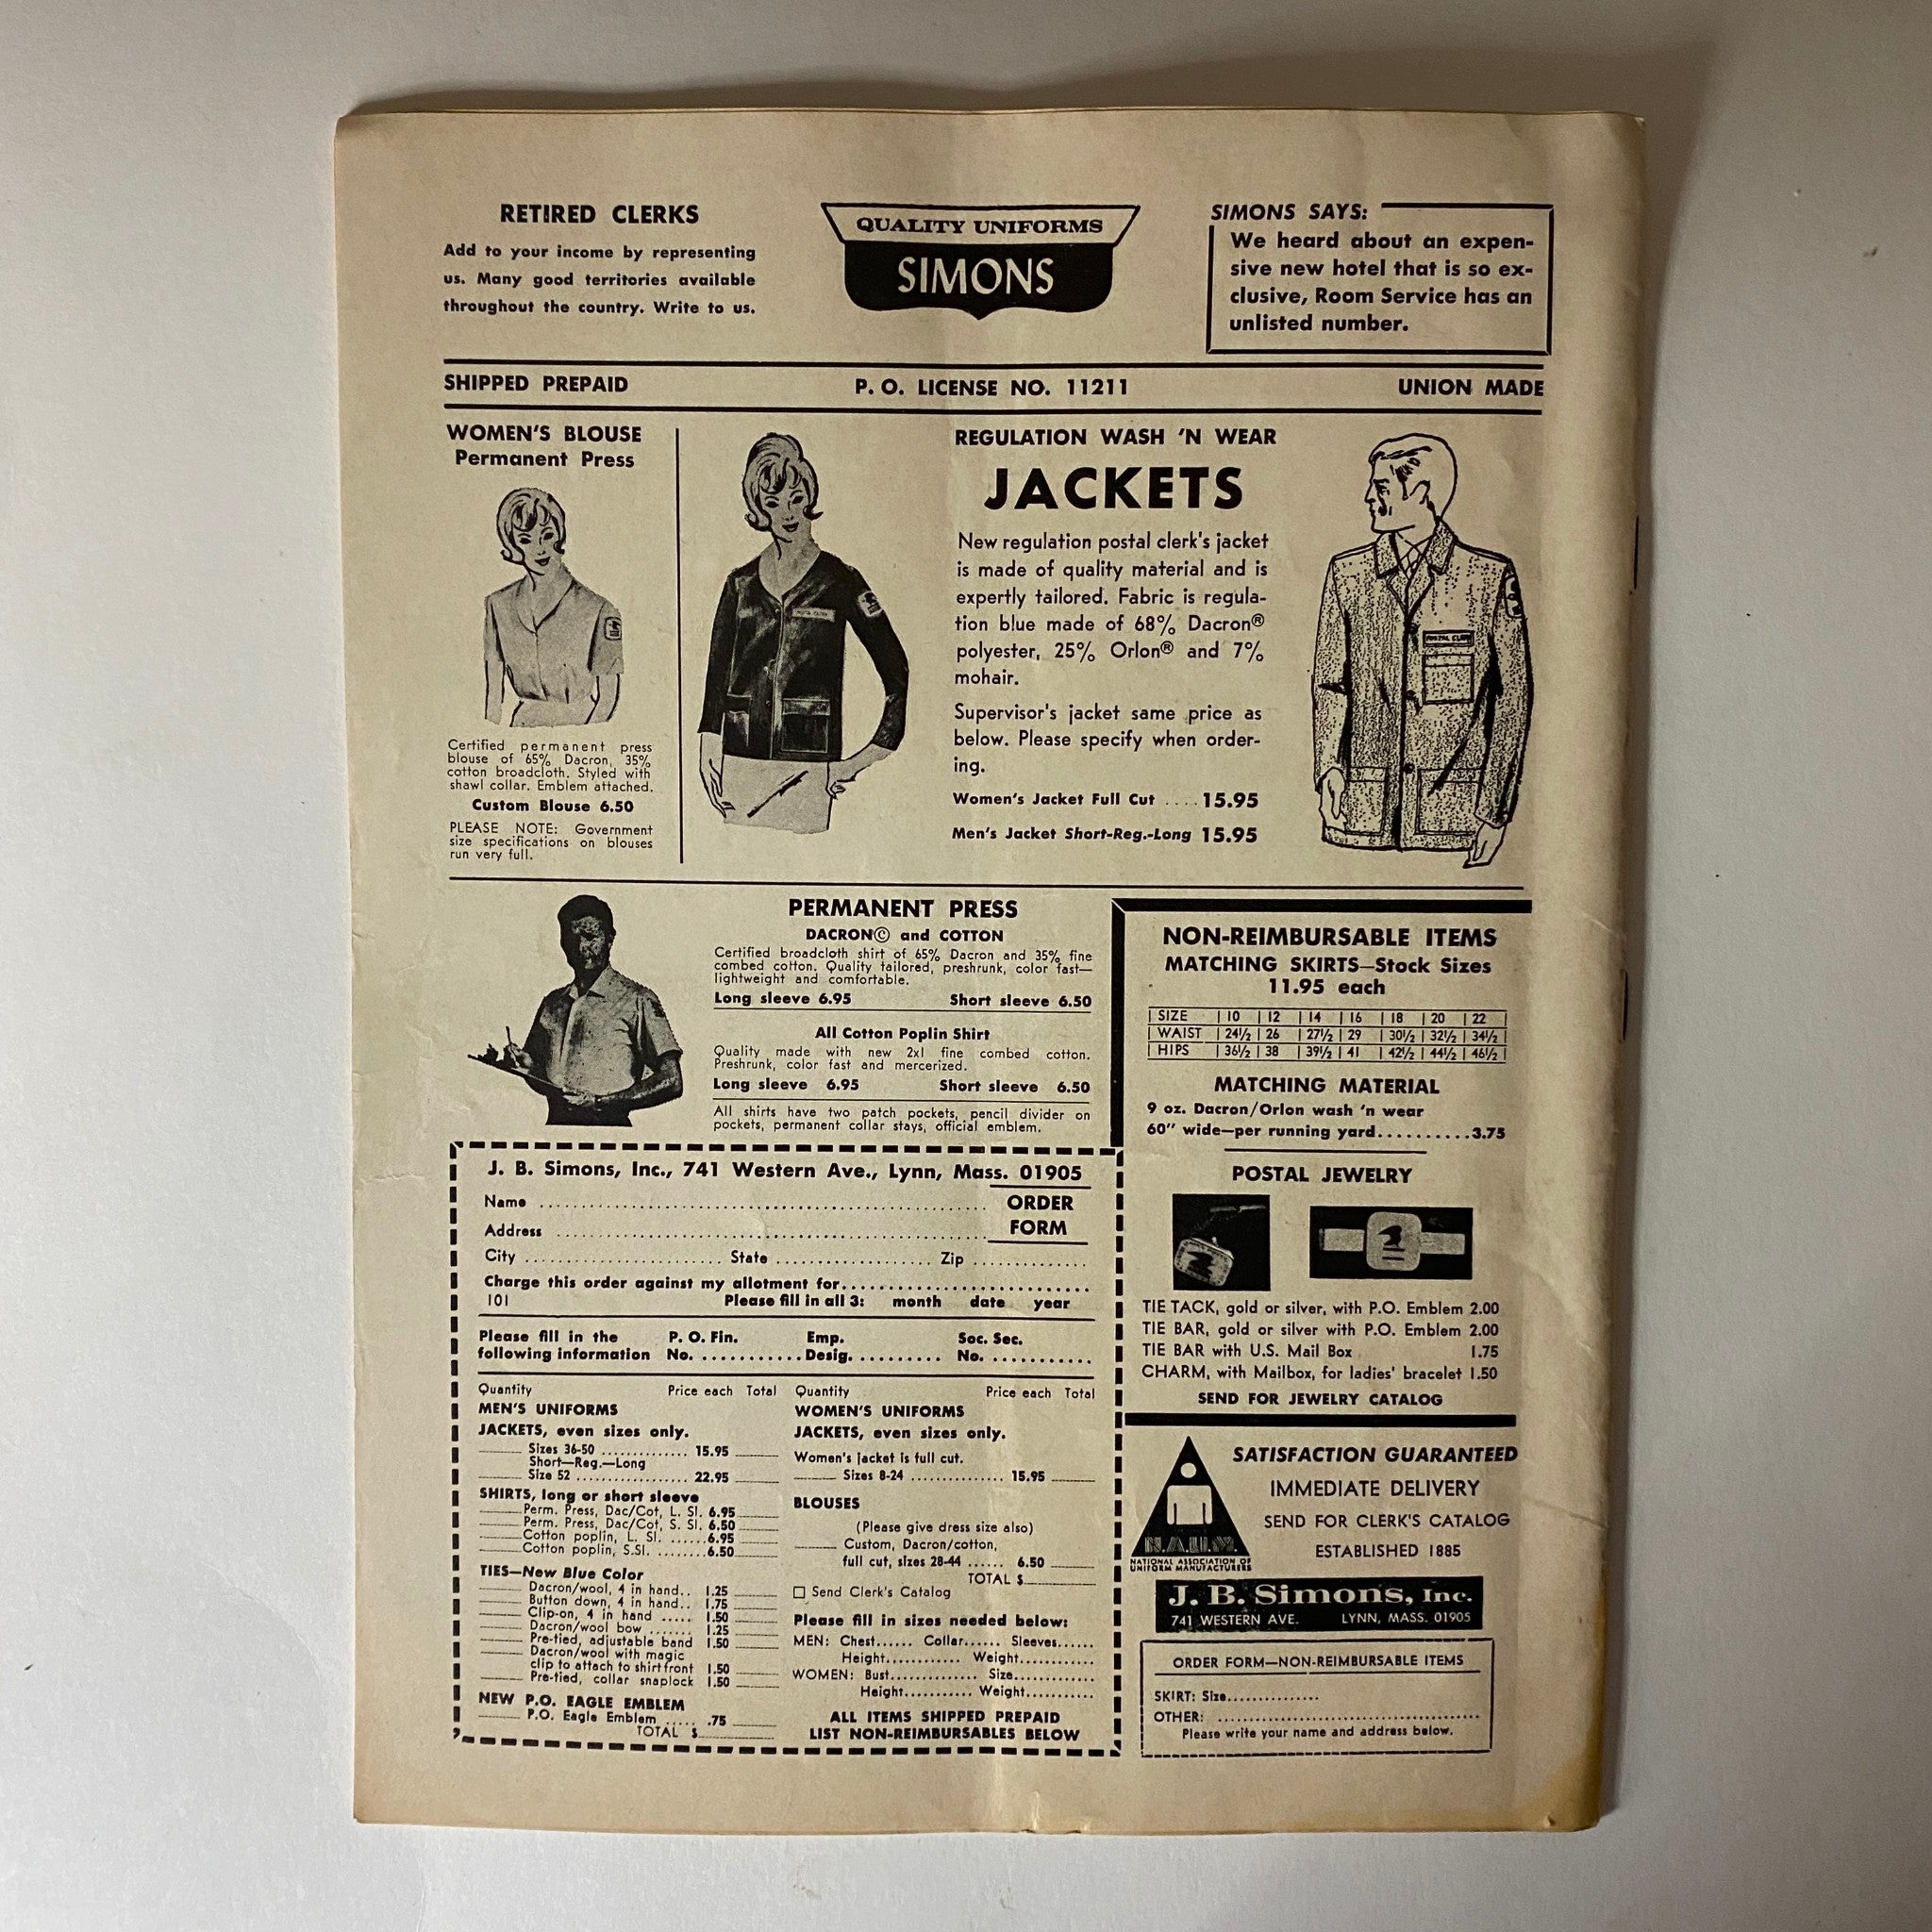 RETIRED CLERKS
Add to your income by representing
us. Many good territories available
throughout the country. Write to us.
QUALITY UNIFORMS
SIMONS
SIMONS SAYS:
We heard about an expen-
sive new hotel that is so ex-
clusive, Room Service has an
unlisted number.
SHIPPED PREPAID P. O. LICENSE NO. 11211 UNION MADE
WOMEN'S BLOUSE
Permanent Press
Certified permanent press
blouse of 65% Dacron, 35%
cotton broadcloth. Styled with
shawl collar. Emblem attached.
Custom Blouse 6.50
PLEASE NOTE: Government
size specifications on blouses
run very full.
REGULATION WASH 'N WEAR
JACKETS
New regulation postal clerk's jacket
is made of quality material and is
expertly tailored. Fabric is regula-
tion blue made of 68% Dacron®
polyester, 25% Orlon® and 7%
mohair.
Supervisor's jacket same price as
below. Please specify when order-
ing.
Women's Jacket Full Cut .... 15.95
Men's Jacket Short-Reg.-Long 15.95
POSTAL CLERK
PERMANENT PRESS
DACRON© and COTTON
Certified broadcloth shirt of 65% Dacron and 35% fine
combed cotton. Quality tailored, preshrunk, color fast—
lightweight and comfortable.
Long sleeve 6.95 Short sleeve 6.50
All Cotton Poplin Shirt
Quality made with new 2x1 fine combed cotton.
Preshrunk, color fast and mercerized.
Long sleeve 6.95 Short sleeve 6.50
All shirts have two patch pockets, pencil divider on
pockets, permanent collar stays, official emblem.
NON-REIMBURSABLE ITEMS
MATCHING SKIRTS—Stock Sizes
11.95 each
| SIZE | 10 | 12 | 14 | 16 | 18 | 20 | 22 |
| WAIST | 24½ | 26 | 27½ | 29 | 30½ | 32½ | 34½ |
| HIPS | 36½ | 38 | 39½ | 41 | 42½ | 44½ | 46½ |
MATCHING MATERIAL
9 oz. Dacron/Orlon wash 'n wear
60" wide—per running yard..........3.75
POSTAL JEWELRY
TIE TACK, gold or silver, with P.O. Emblem 2.00
TIE BAR, gold or silver with P.O. Emblem 2.00
TIE BAR with U.S. Mail Box 1.75
CHARM, with Mailbox, for ladies' bracelet 1.50
SEND FOR JEWELRY CATALOG
J. B. Simons, Inc., 741 Western Ave., Lynn, Mass. 01905
Name ..........
ORDER
FORM
Address ..........
City .......... State .......... Zip ..........
Charge this order against my allotment for..........
101 Please fill in all 3: month date year
Please fill in the P. O. Fin. Emp. Soc. Sec.
following information No. .......... Desig. .......... No. ..........
Quantity Price each Total
MEN'S UNIFORMS
JACKETS, even sizes only.
Sizes 36-50 .............. 15.95
Short—Reg.—Long
Size 52 .................. 22.95
SHIRTS, long or short sleeve
Perm. Press, Dac/Cot, L. Sl. 6.95
Perm. Press, Dac/Cot, S. Sl. 6.50
Cotton poplin, L. Sl. ......6.95
Cotton poplin, S.Sl. ........6.50
TIES—New Blue Color
Dacron/wool, 4 in hand.. 1.25
Button down, 4 in hand.. 1.75
Clip-on, 4 in hand ..... 1.50
Dacron/wool bow ....... 1.25
Pre-tied, adjustable band 1.50
Dacron/wool with magic
clip to attach to shirt front 1.50
Pre-tied, collar snaplock 1.50
NEW P.O. EAGLE EMBLEM
P.O. Eagle Emblem ..... .75
TOTAL $
Quantity Price each Total
WOMEN'S UNIFORMS
JACKETS, even sizes only.
Women's jacket is full cut.
Sizes 8-24 ............... 15.95
BLOUSES
(Please give dress size also)
Custom, Dacron/cotton,
full cut, sizes 28-44 ...... 6.50
TOTAL $
☐ Send Clerk's Catalog
Please fill in sizes needed below:
MEN: Chest...... Collar...... Sleeves......
Height............ Weight............
WOMEN: Bust.............. Size............
Height........... Weight...........
ALL ITEMS SHIPPED PREPAID
LIST NON-REIMBURSABLES BELOW
N.A.U.M.
NATIONAL ASSOCIATION OF
UNIFORM MANUFACTURERS
SATISFACTION GUARANTEED
IMMEDIATE DELIVERY
SEND FOR CLERK'S CATALOG
ESTABLISHED 1885
J. B. Simons, Inc.
741 WESTERN AVE. LYNN, MASS. 01905
ORDER FORM—NON-REIMBURSABLE ITEMS
SKIRT: Size...............
OTHER: ..........
Please write your name and address below.